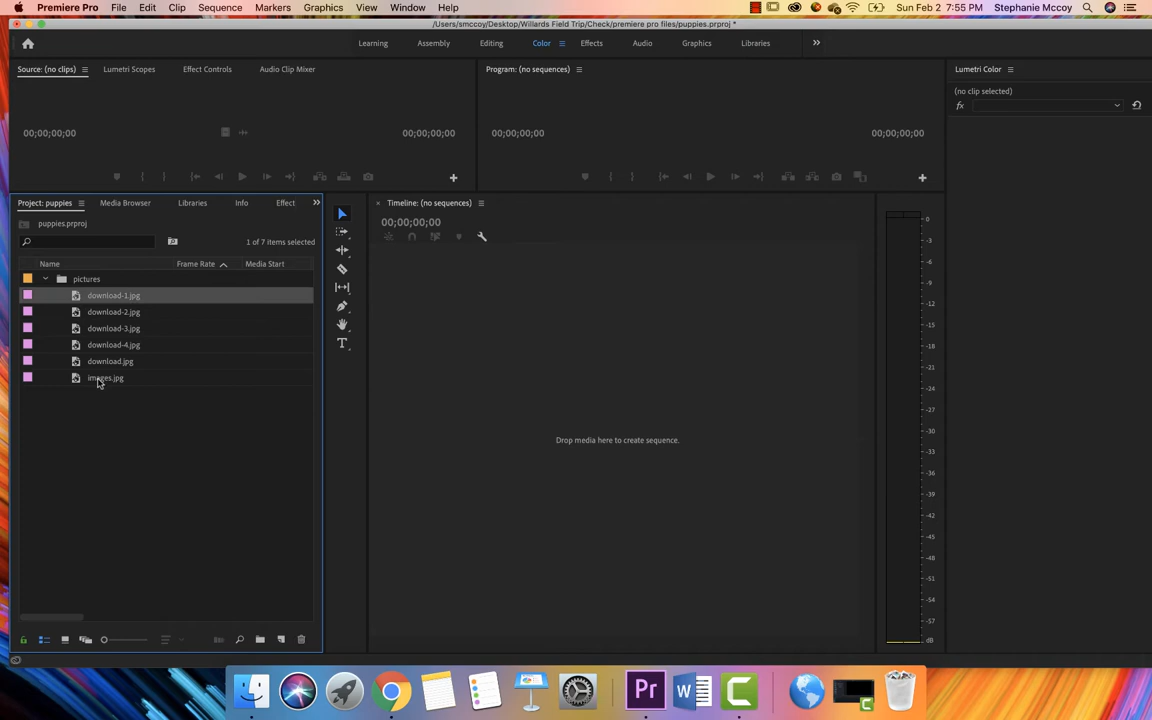 Premiere Pro File Edit Clip Sequence Markers Graphics View Window Help Sun Feb 2 7:55 PM Stephanie Mccoy
/Users/smccoy/Desktop/Willards Field Trip/Check/premiere pro files/puppies.prproj *
Learning Assembly Editing Color Effects Audio Graphics Libraries
Source: (no clips) Lumetri Scopes Effect Controls Audio Clip Mixer Program: (no sequences) Lumetri Color
(no clip selected)
fx
00;00;00;00 00;00;00;00 00;00;00;00 00;00;00;00
Project: puppies Media Browser Libraries Info Effect Timeline: (no sequences)
puppies.prproj
00;00;00;00
1 of 7 items selected
Name Frame Rate Media Start
pictures
download-1.jpg
download-2.jpg
download-3.jpg
download-4.jpg
download.jpg
images.jpg
Drop media here to create sequence.
T
0
-3
-6
-9
-12
-15
-18
-21
-24
-27
-30
-33
-36
-39
-42
-45
-48
-51
-54
-57
dB
Pr W C